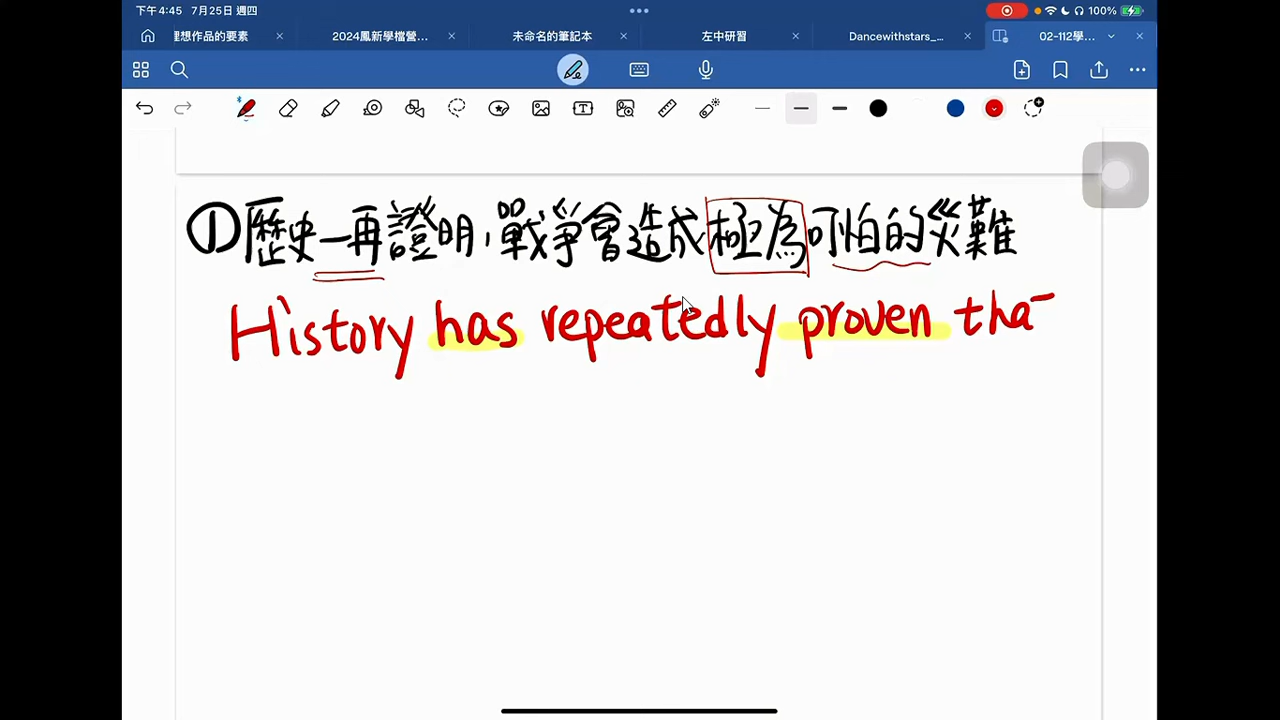 下午4:45 7月25日 週四 100%
理想作品的要素 2024鳳新學檔營... 未命名的筆記本 左中研習 Dancewithstars_... 02-112學...
①歷史一再證明,戰爭會造成極為可怕的災難
History has repeatedly proven tha